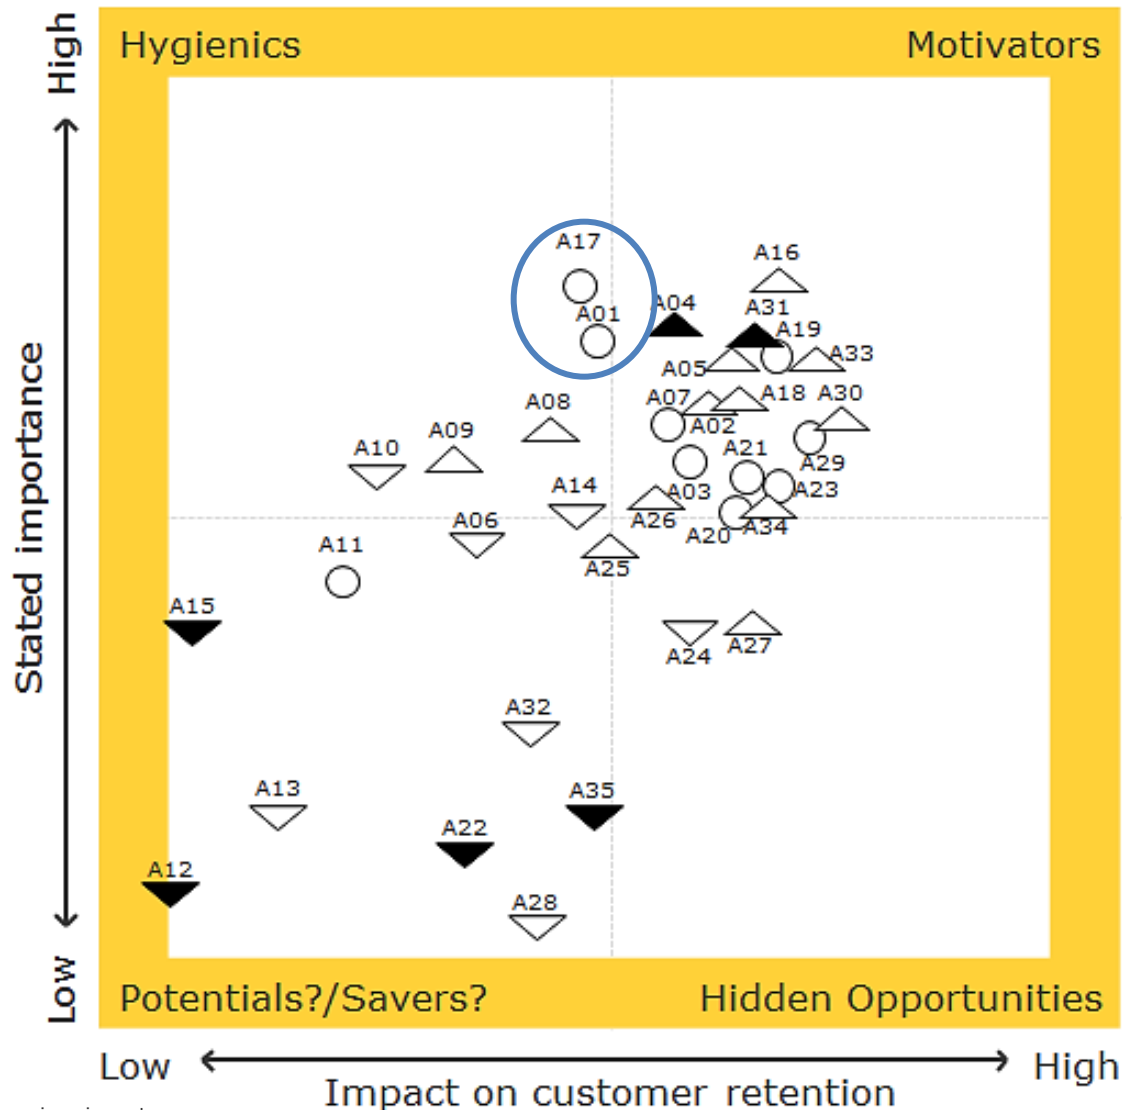 High
Hygienics
Motivators
A17
A16
A04
A31
A01
A19
A33
A05
A07
A18
A30
A08
A02
A09
A10
A21
A29
A14
A03
A23
A26
A06
A20
A34
A11
A25
A15
A24
A27
A32
A13
A35
A22
A12
A28
Stated importance
Low
Potentials?/Savers?
Hidden Opportunities
Low
High
Impact on customer retention